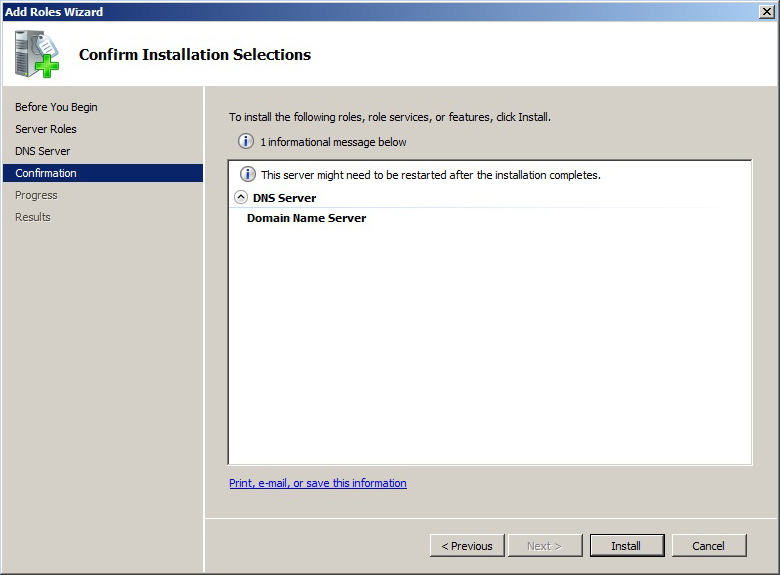 Add Roles Wizard
Confirm Installation Selections
Before You Begin
Server Roles
DNS Server
Confirmation
Progress
Results
To install the following roles, role services, or features, click Install.
1 informational message below
This server might need to be restarted after the installation completes.
DNS Server
Domain Name Server
Print, e-mail, or save this information
< Previous
Next >
Install
Cancel